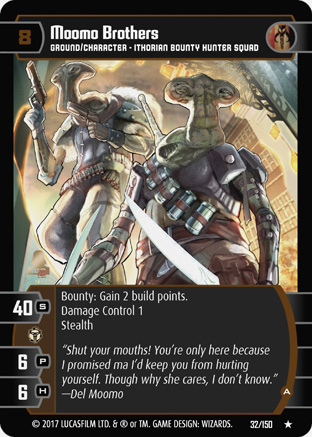 8 Moomo Brothers
GROUND/CHARACTER - ITHORIAN BOUNTY HUNTER SQUAD
40 S
6 P
6 H
Bounty: Gain 2 build points.
Damage Control 1
Stealth
“Shut your mouths! You’re only here because
I promised ma I’d keep you from hurting
yourself. Though why she cares, I don’t know.”
—Del Moomo
A
© 2017 LUCASFILM LTD. & ® OR TM. GAME DESIGN: WIZARDS. 32/150 ★